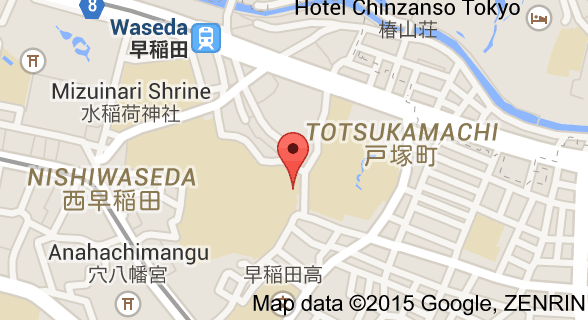 8
Hotel Chinzanso Tokyo
椿山荘
Waseda
早稲田
Mizuinari Shrine
水稲荷神社
TOTSUKAMACHI
戸塚町
NISHIWASEDA
西早稲田
Anahachimangu
穴八幡宮
早稲田高
Map data ©2015 Google, ZENRIN